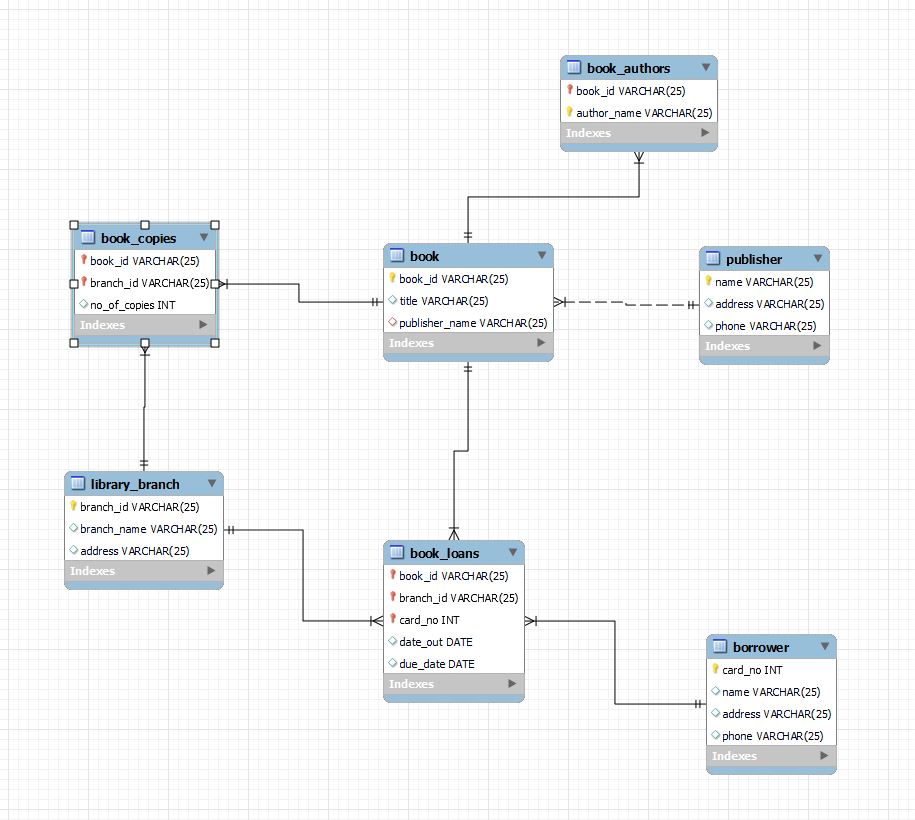 book_authors
book_id VARCHAR(25)
author_name VARCHAR(25)
Indexes
book_copies
book_id VARCHAR(25)
branch_id VARCHAR(25)
no_of_copies INT
Indexes
book
book_id VARCHAR(25)
title VARCHAR(25)
publisher_name VARCHAR(25)
Indexes
publisher
name VARCHAR(25)
address VARCHAR(25)
phone VARCHAR(25)
Indexes
library_branch
branch_id VARCHAR(25)
branch_name VARCHAR(25)
address VARCHAR(25)
Indexes
book_loans
book_id VARCHAR(25)
branch_id VARCHAR(25)
card_no INT
date_out DATE
due_date DATE
Indexes
borrower
card_no INT
name VARCHAR(25)
address VARCHAR(25)
phone VARCHAR(25)
Indexes